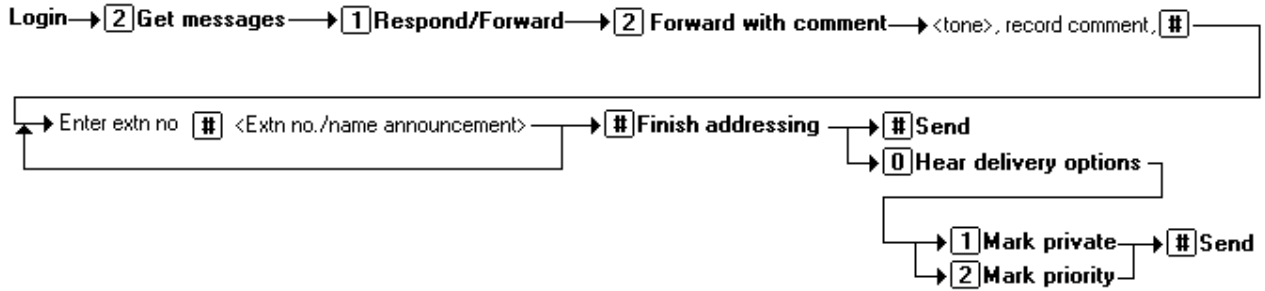 Login 2 Get messages 1 Respond/Forward 2 Forward with comment <tone>, record comment, #
Enter extn no # <Extn no./name announcement> # Finish addressing # Send
0 Hear delivery options
1 Mark private # Send
2 Mark priority